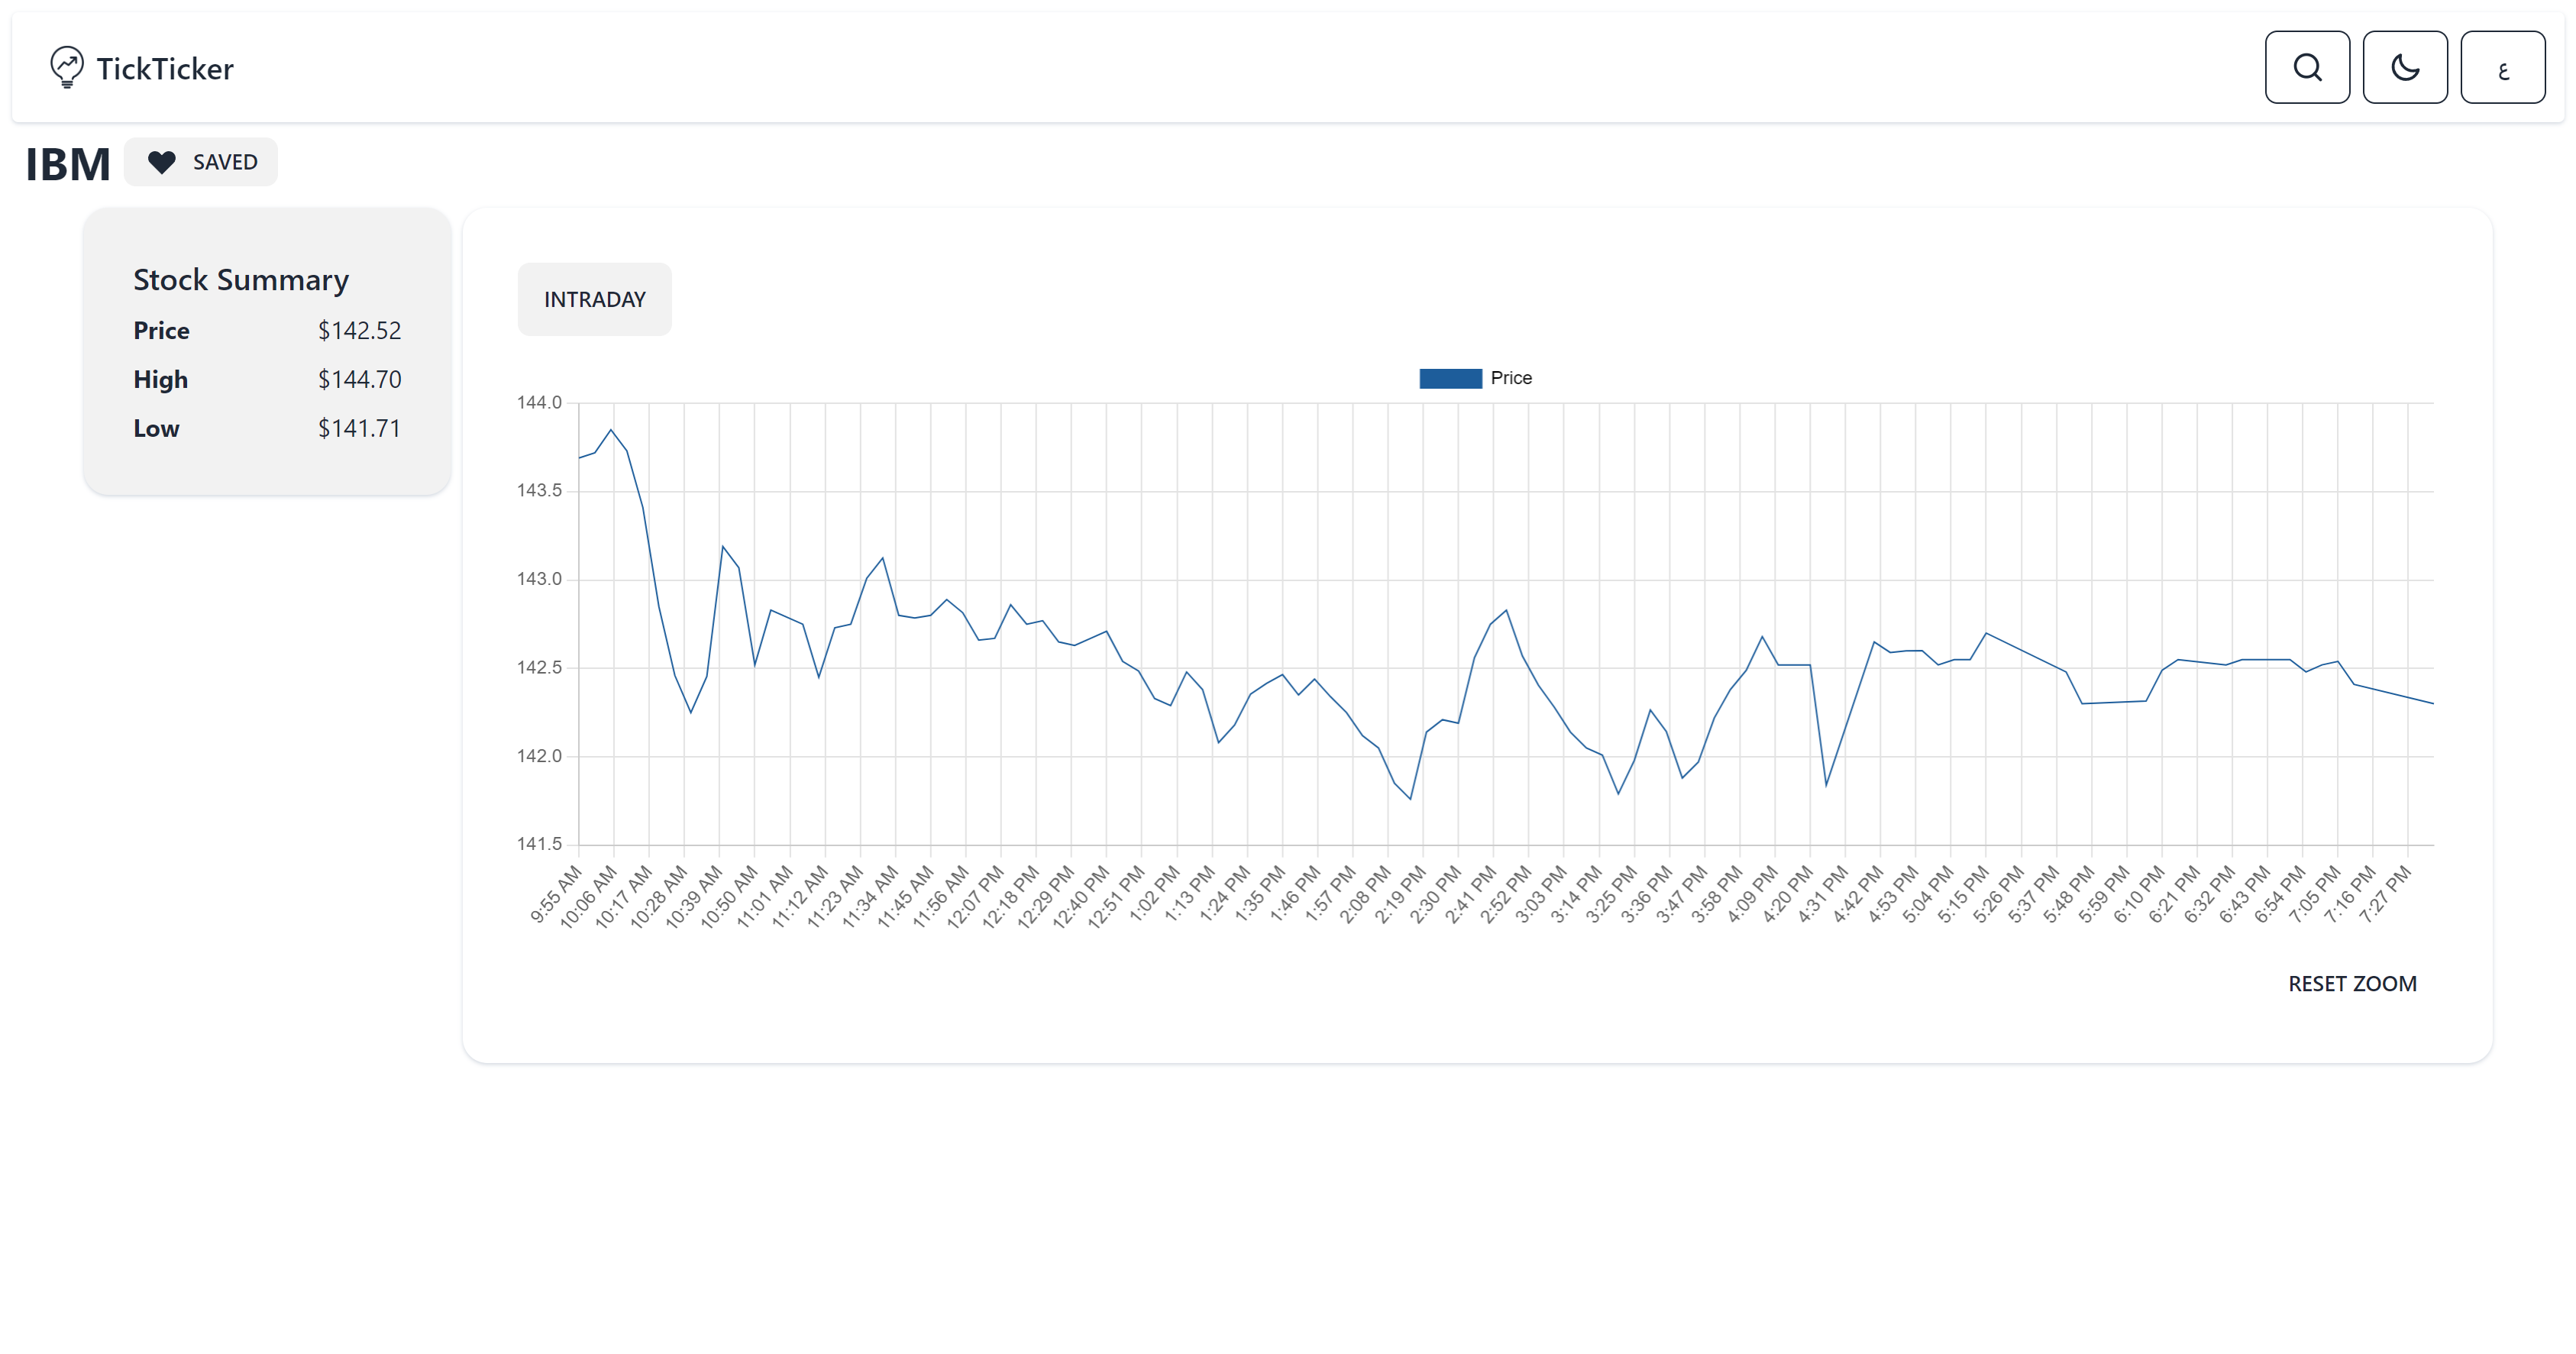 TickTicker
ع
IBM
SAVED
Stock Summary
Price $142.52
High $144.70
Low $141.71
INTRADAY
Price
144.0
143.5
143.0
142.5
142.0
141.5
9:55 AM 10:06 AM 10:17 AM 10:28 AM 10:39 AM 10:50 AM 11:01 AM 11:12 AM 11:23 AM 11:34 AM 11:45 AM 11:56 AM 12:07 PM 12:18 PM 12:29 PM 12:40 PM 12:51 PM 1:02 PM 1:13 PM 1:24 PM 1:35 PM 1:46 PM 1:57 PM 2:08 PM 2:19 PM 2:30 PM 2:41 PM 2:52 PM 3:03 PM 3:14 PM 3:25 PM 3:36 PM 3:47 PM 3:58 PM 4:09 PM 4:20 PM 4:31 PM 4:42 PM 4:53 PM 5:04 PM 5:15 PM 5:26 PM 5:37 PM 5:48 PM 5:59 PM 6:10 PM 6:21 PM 6:32 PM 6:43 PM 6:54 PM 7:05 PM 7:16 PM 7:27 PM
RESET ZOOM